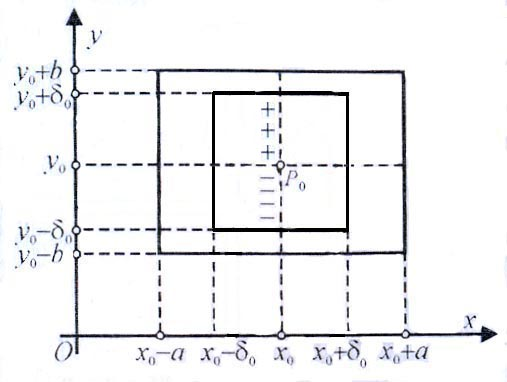 y
y₀+b
y₀+δ₀
+
+
+
y₀
P₀
−
−
−
−
y₀−δ₀
y₀−b
x
O
x₀−a
x₀−δ₀
x₀
x₀+δ₀
x₀+a